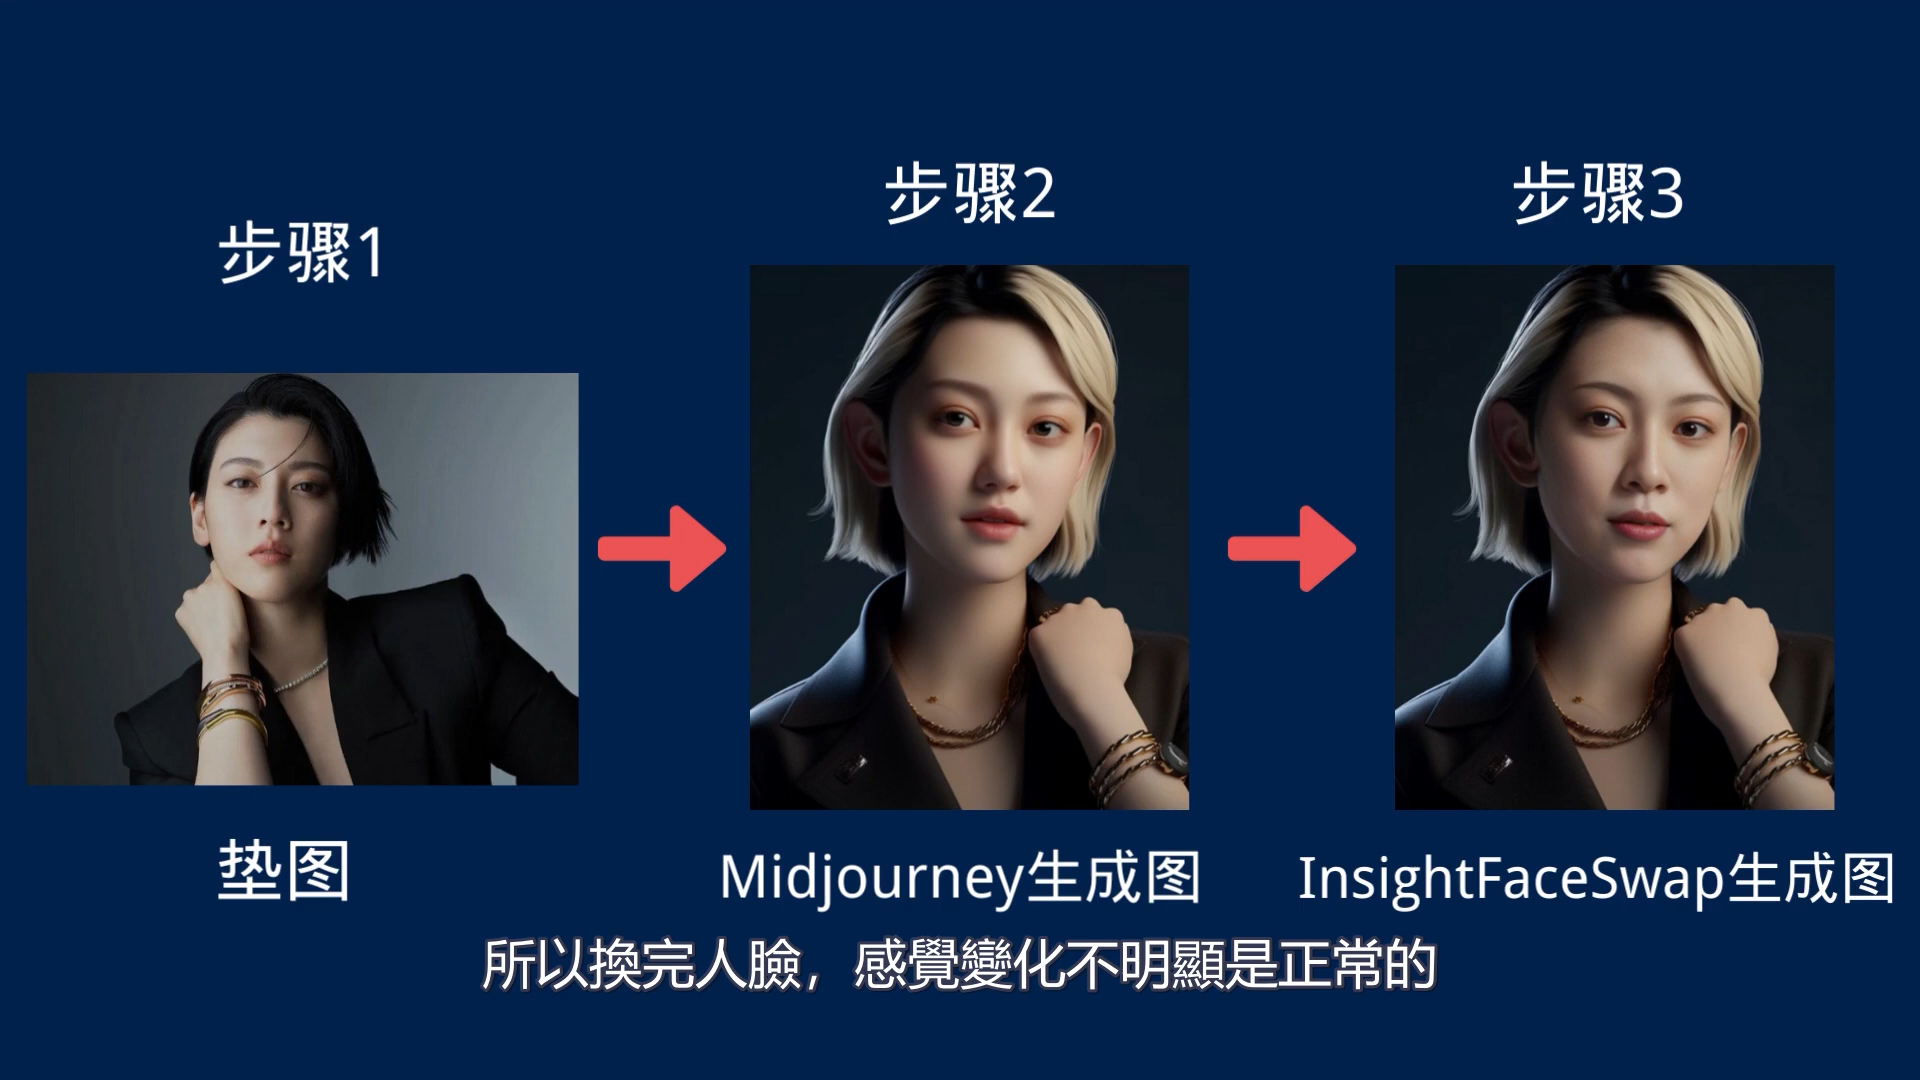 步骤1
步骤2
步骤3
垫图
Midjourney生成图
InsightFaceSwap生成图
所以換完人臉，感覺變化不明顯是正常的